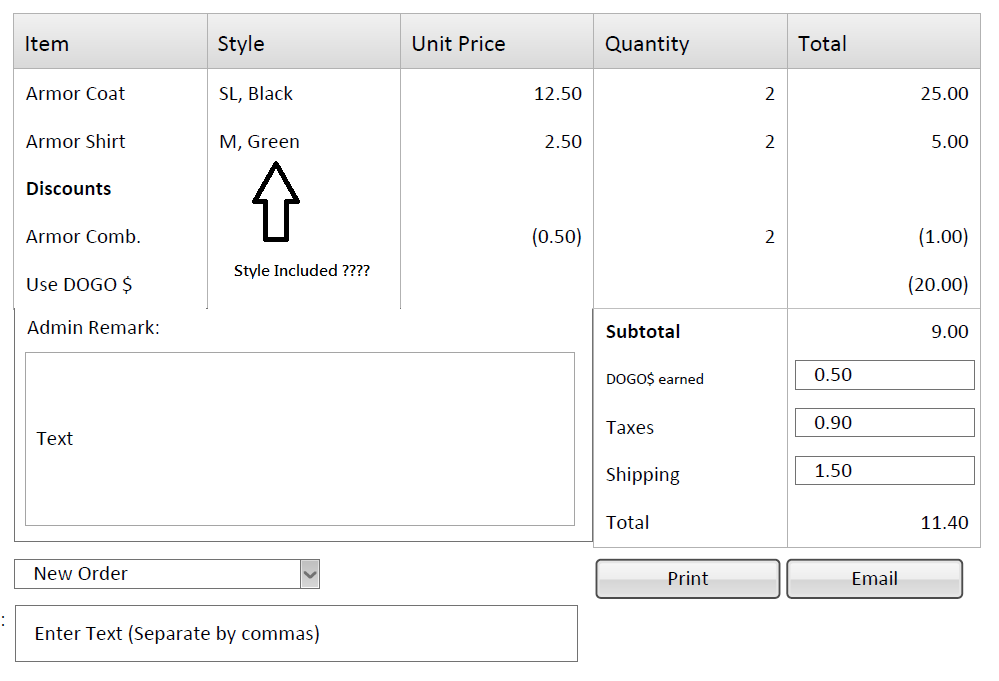 Item Style Unit Price Quantity Total
Armor Coat SL, Black 12.50 2 25.00
Armor Shirt M, Green 2.50 2 5.00
Discounts
Armor Comb. (0.50) 2 (1.00)
Style Included ????
Use DOGO $ (20.00)
Admin Remark:
Text
Subtotal 9.00
DOGO$ earned 0.50
Taxes 0.90
Shipping 1.50
Total 11.40
New Order
Print Email
: Enter Text (Separate by commas)